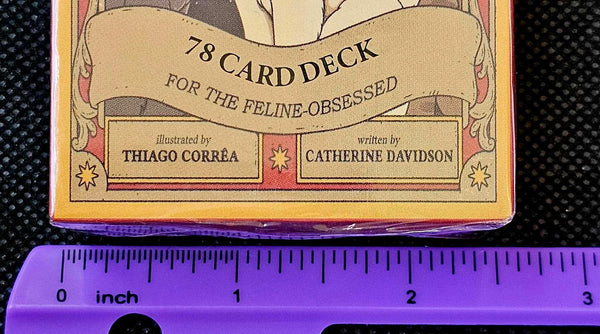 78 CARD DECK
FOR THE FELINE-OBSESSED
illustrated by
THIAGO CORRÊA
written by
CATHERINE DAVIDSON
0 inch 1 2 3